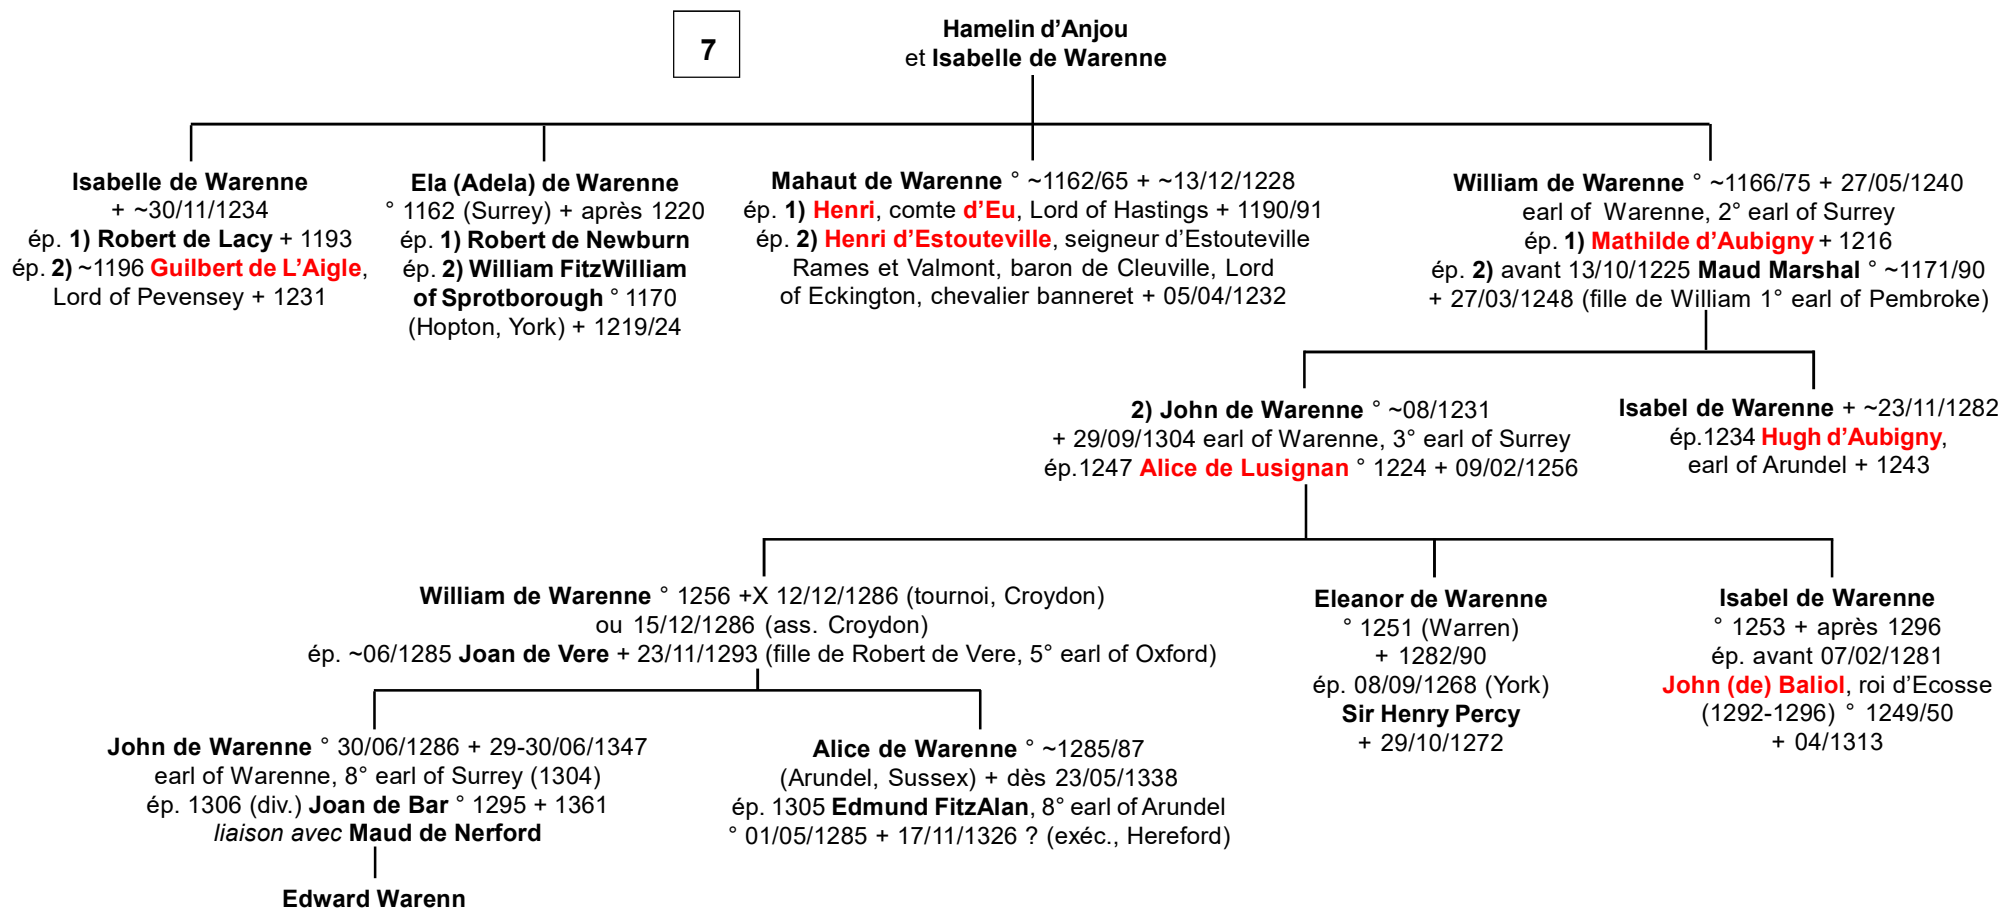 7
Hamelin d'Anjou
et Isabelle de Warenne
Isabelle de Warenne
+ ~30/11/1234
ép. 1) Robert de Lacy + 1193
ép. 2) ~1196 Guilbert de L'Aigle,
Lord of Pevensey + 1231
Ela (Adela) de Warenne
° 1162 (Surrey) + après 1220
ép. 1) Robert de Newburn
ép. 2) William FitzWilliam
of Sprotborough ° 1170
(Hopton, York) + 1219/24
Mahaut de Warenne ° ~1162/65 + ~13/12/1228
ép. 1) Henri, comte d'Eu, Lord of Hastings + 1190/91
ép. 2) Henri d'Estouteville, seigneur d'Estouteville
Rames et Valmont, baron de Cleuville, Lord
of Eckington, chevalier banneret + 05/04/1232
William de Warenne ° ~1166/75 + 27/05/1240
earl of Warenne, 2° earl of Surrey
ép. 1) Mathilde d'Aubigny + 1216
ép. 2) avant 13/10/1225 Maud Marshal ° ~1171/90
+ 27/03/1248 (fille de William 1° earl of Pembroke)
2) John de Warenne ° ~08/1231
+ 29/09/1304 earl of Warenne, 3° earl of Surrey
ép.1247 Alice de Lusignan ° 1224 + 09/02/1256
Isabel de Warenne + ~23/11/1282
ép.1234 Hugh d'Aubigny,
earl of Arundel + 1243
William de Warenne ° 1256 +X 12/12/1286 (tournoi, Croydon)
ou 15/12/1286 (ass. Croydon)
ép. ~06/1285 Joan de Vere + 23/11/1293 (fille de Robert de Vere, 5° earl of Oxford)
Eleanor de Warenne
° 1251 (Warren)
+ 1282/90
ép. 08/09/1268 (York)
Sir Henry Percy
+ 29/10/1272
Isabel de Warenne
° 1253 + après 1296
ép. avant 07/02/1281
John (de) Baliol, roi d'Ecosse
(1292-1296) ° 1249/50
+ 04/1313
John de Warenne ° 30/06/1286 + 29-30/06/1347
earl of Warenne, 8° earl of Surrey (1304)
ép. 1306 (div.) Joan de Bar ° 1295 + 1361
liaison avec Maud de Nerford
Alice de Warenne ° ~1285/87
(Arundel, Sussex) + dès 23/05/1338
ép. 1305 Edmund FitzAlan, 8° earl of Arundel
° 01/05/1285 + 17/11/1326 ? (exéc., Hereford)
Edward Warenn